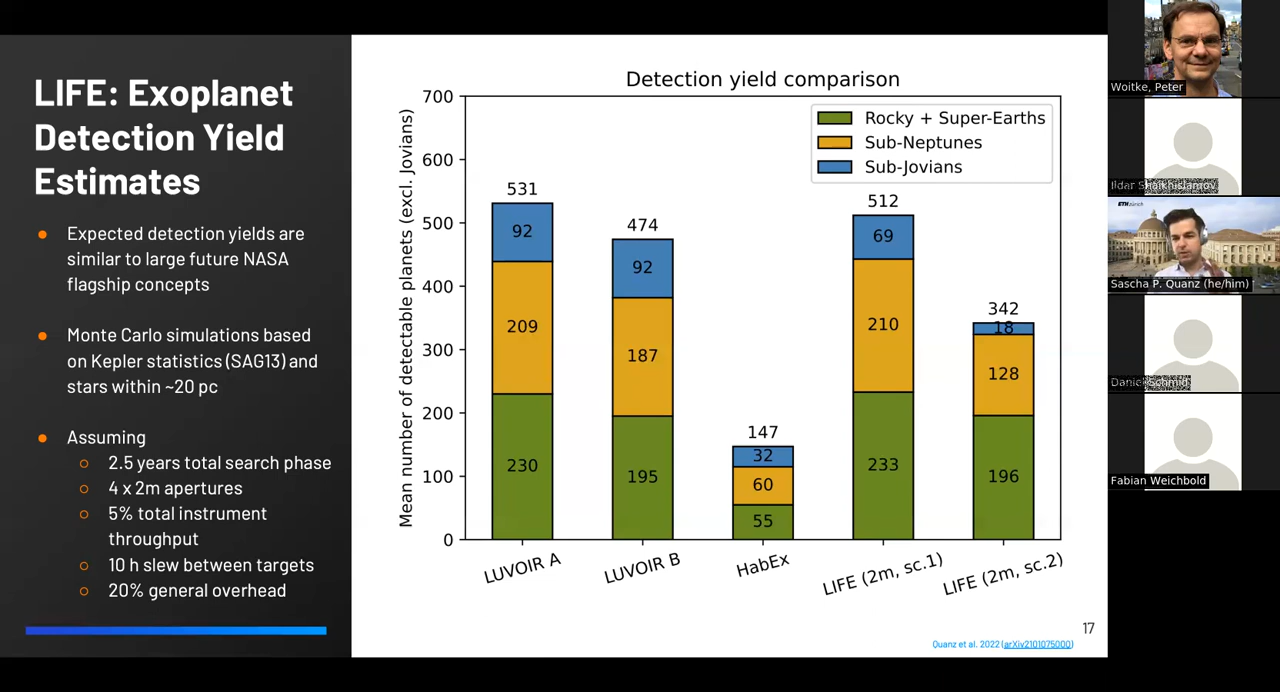 LIFE: Exoplanet
Detection Yield
Estimates
Expected detection yields are
similar to large future NASA
flagship concepts
Monte Carlo simulations based
on Kepler statistics (SAG13) and
stars within ~20 pc
Assuming
2.5 years total search phase
4 x 2m apertures
5% total instrument
throughput
10 h slew between targets
20% general overhead
Detection yield comparison
Mean number of detectable planets (excl. Jovians)
700
600
500
400
300
200
100
0
Rocky + Super-Earths
Sub-Neptunes
Sub-Jovians
531
92
209
230
474
92
187
195
147
32
60
55
512
69
210
233
342
18
128
196
LUVOIR A
LUVOIR B
HabEx
LIFE (2m, sc.1)
LIFE (2m, sc.2)
17
Quanz et al. 2022 (arXiv2101075000)
Woitke, Peter
Ildar Shaikhislamov
ETH zürich
Sascha P. Quanz (he/him)
Daniel Schmid
Fabian Weichbold